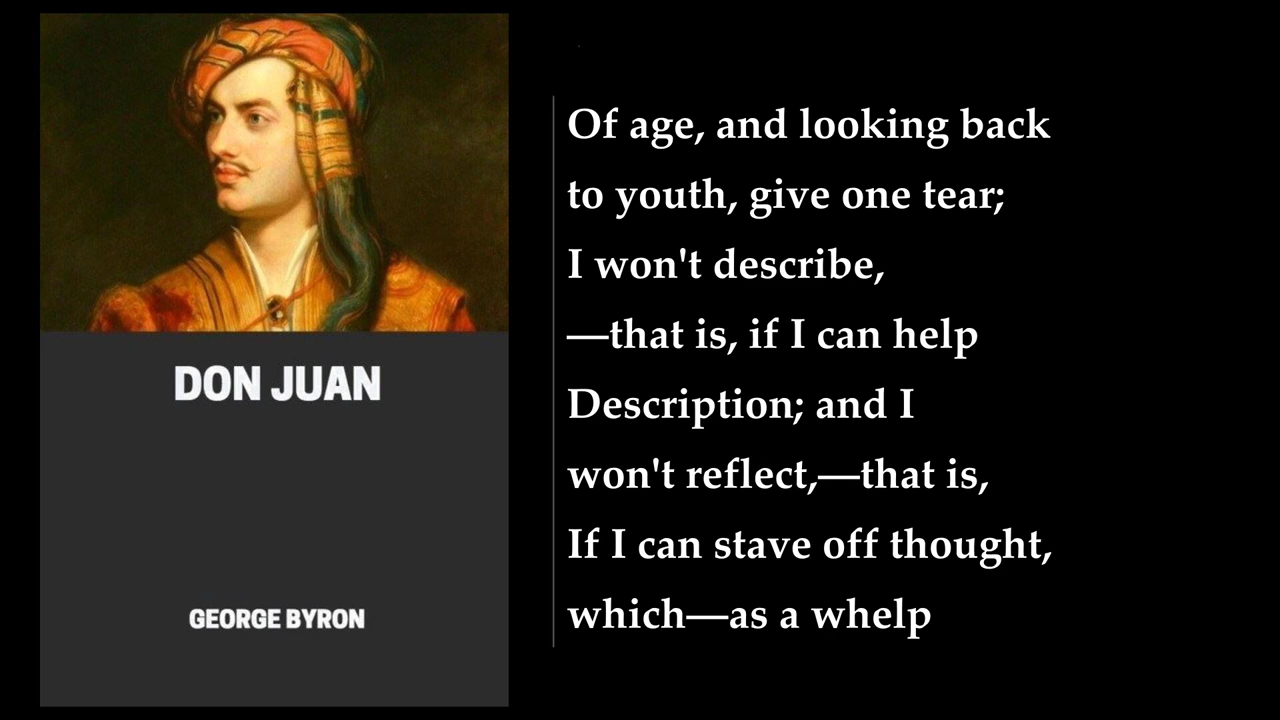 DON JUAN
GEORGE BYRON
Of age, and looking back
to youth, give one tear;
I won't describe,
—that is, if I can help
Description; and I
won't reflect,—that is,
If I can stave off thought,
which—as a whelp